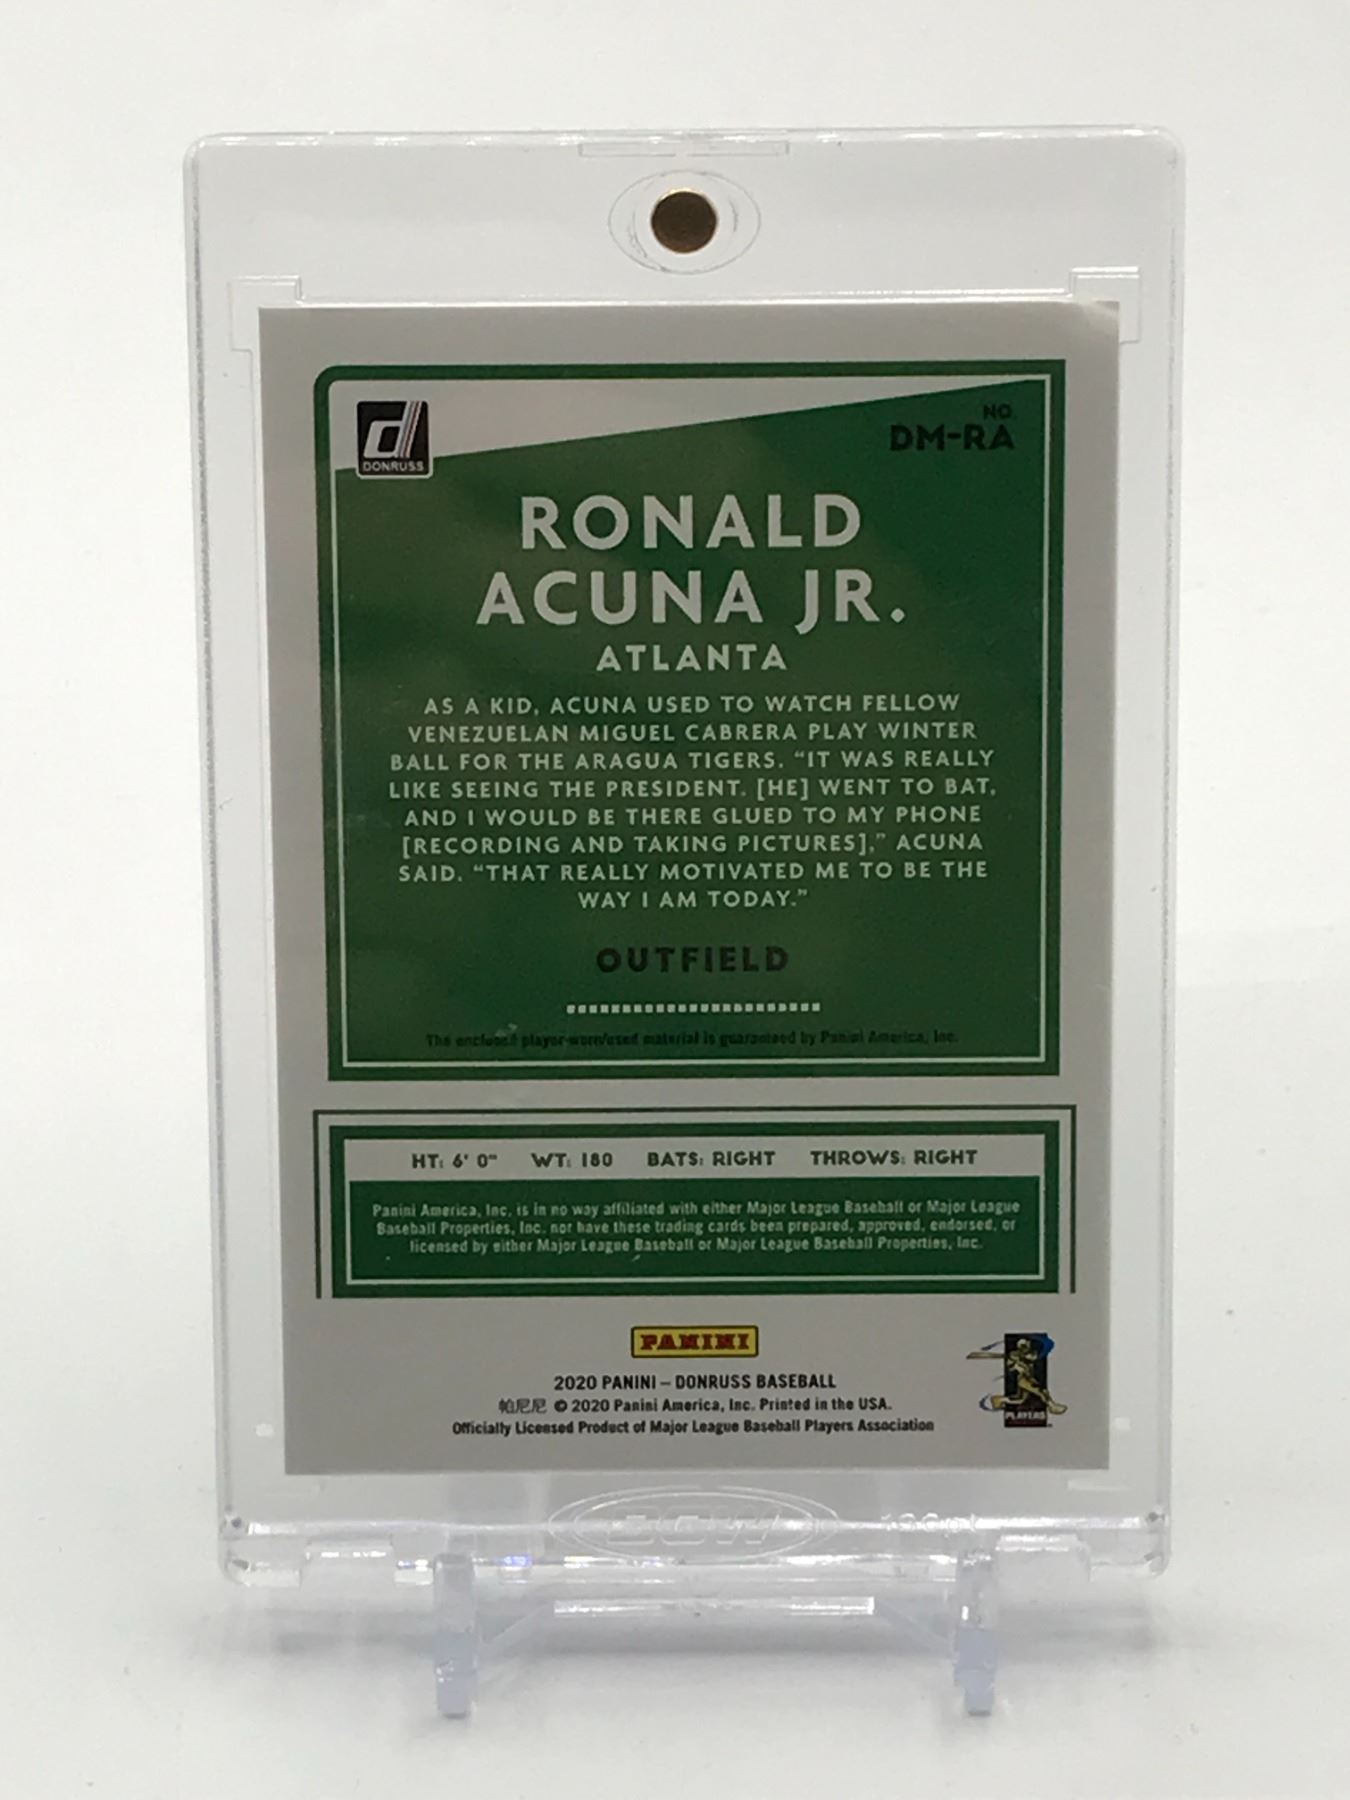 d
DONRUSS
NO.
DM-RA
RONALD
ACUNA JR.
ATLANTA
AS A KID, ACUNA USED TO WATCH FELLOW
VENEZUELAN MIGUEL CABRERA PLAY WINTER
BALL FOR THE ARAGUA TIGERS. “IT WAS REALLY
LIKE SEEING THE PRESIDENT. [HE] WENT TO BAT,
AND I WOULD BE THERE GLUED TO MY PHONE
[RECORDING AND TAKING PICTURES],” ACUNA
SAID. “THAT REALLY MOTIVATED ME TO BE THE
WAY I AM TODAY.”
OUTFIELD
The enclosed player-worn/used material is guaranteed by Panini America, Inc.
HT: 6' 0" WT: 180 BATS: RIGHT THROWS: RIGHT
Panini America, Inc. is in no way affiliated with either Major League Baseball or Major League
Baseball Properties, Inc. nor have these trading cards been prepared, approved, endorsed, or
licensed by either Major League Baseball or Major League Baseball Properties, Inc.
PANINI
2020 PANINI – DONRUSS BASEBALL
帕尼尼 © 2020 Panini America, Inc. Printed in the USA.
Officially Licensed Product of Major League Baseball Players Association
PLAYERS